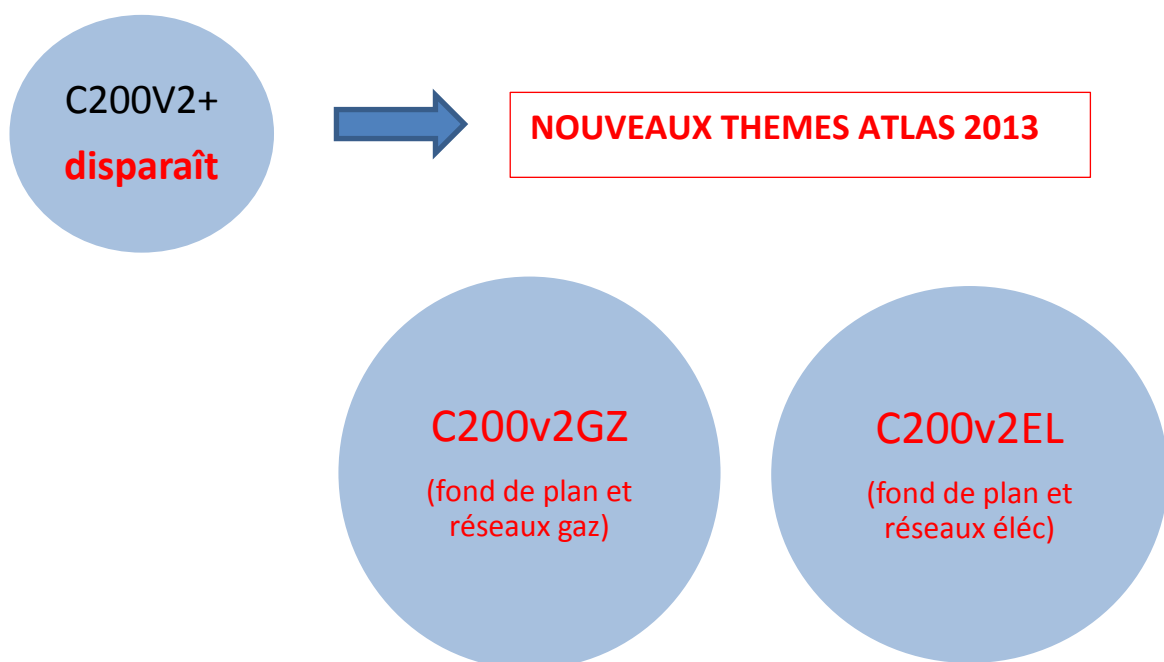 C200V2+
disparaît
NOUVEAUX THEMES ATLAS 2013
C200v2GZ
(fond de plan et
réseaux gaz)
C200v2EL
(fond de plan et
réseaux éléc)